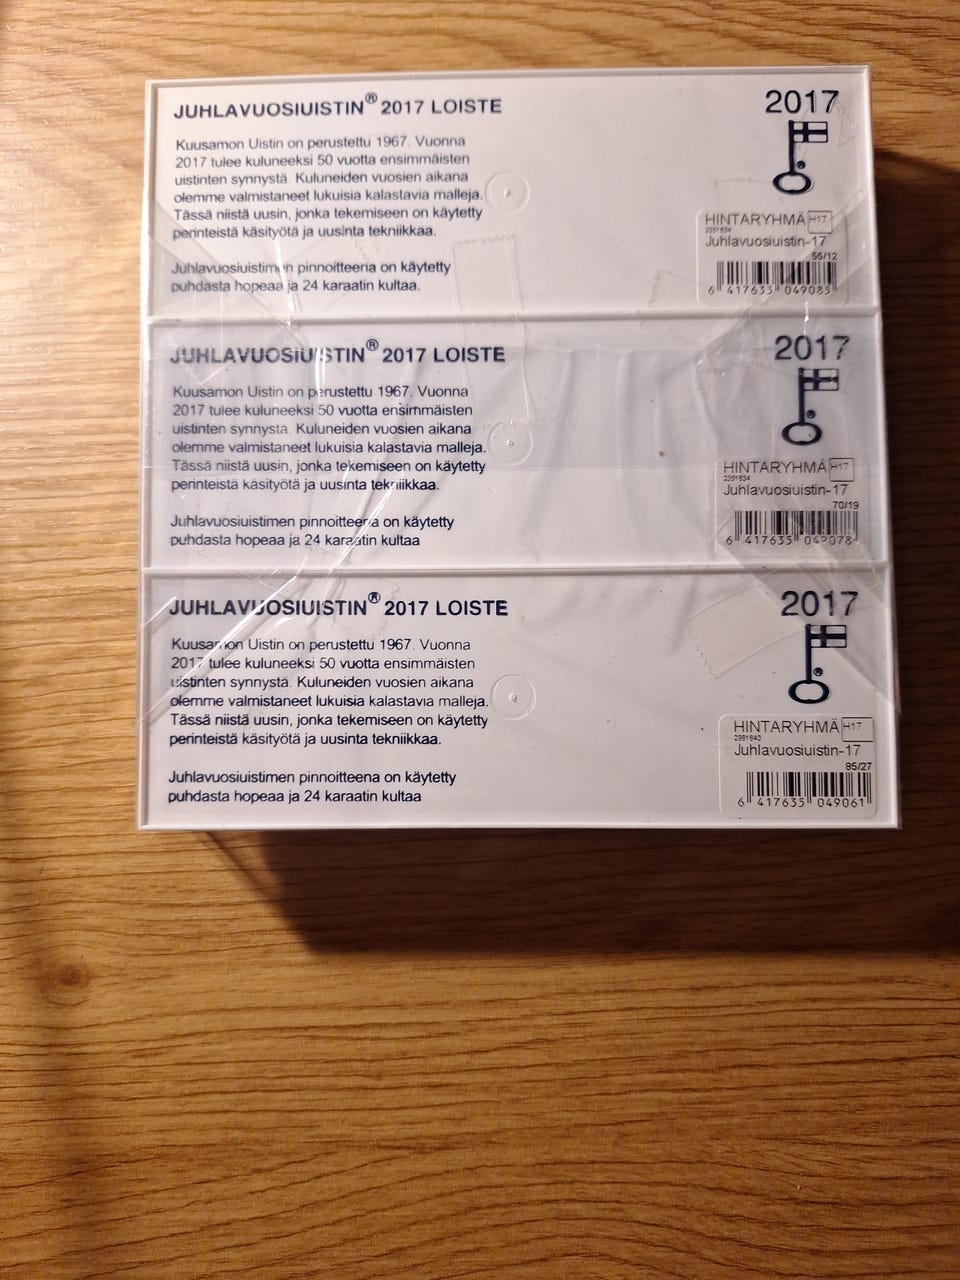 JUHLAVUOSIUISTIN® 2017 LOISTE
Kuusamon Uistin on perustettu 1967. Vuonna
2017 tulee kuluneeksi 50 vuotta ensimmäisten
uistinten synnystä. Kuluneiden vuosien aikana
olemme valmistaneet lukuisia kalastavia malleja.
Tässä niistä uusin, jonka tekemiseen on käytetty
perinteistä käsityötä ja uusinta tekniikkaa.
Juhlavuosiuistimen pinnoitteena on käytetty
puhdasta hopeaa ja 24 karaatin kultaa.
2017
®
HINTARYHMÄ H17
2351634
Juhlavuosiuistin-17
55/12
6 417635 049085
JUHLAVUOSIUISTIN® 2017 LOISTE
Kuusamon Uistin on perustettu 1967. Vuonna
2017 tulee kuluneeksi 50 vuotta ensimmäisten
uistinten synnystä. Kuluneiden vuosien aikana
olemme valmistaneet lukuisia kalastavia malleja.
Tässä niistä uusin, jonka tekemiseen on käytetty
perinteistä käsityötä ja uusinta tekniikkaa.
Juhlavuosiuistimen pinnoitteena on käytetty
puhdasta hopeaa ja 24 karaatin kultaa
2017
®
HINTARYHMÄ H17
2351634
Juhlavuosiuistin-17
70/19
6 417635 049078
JUHLAVUOSIUISTIN® 2017 LOISTE
Kuusamon Uistin on perustettu 1967. Vuonna
2017 tulee kuluneeksi 50 vuotta ensimmäisten
uistinten synnystä. Kuluneiden vuosien aikana
olemme valmistaneet lukuisia kalastavia malleja.
Tässä niistä uusin, jonka tekemiseen on käytetty
perinteistä käsityötä ja uusinta tekniikkaa.
Juhlavuosiuistimen pinnoitteena on käytetty
puhdasta hopeaa ja 24 karaatin kultaa
2017
®
HINTARYHMÄ H17
Juhlavuosiuistin-17
85/27
6 417635 049061